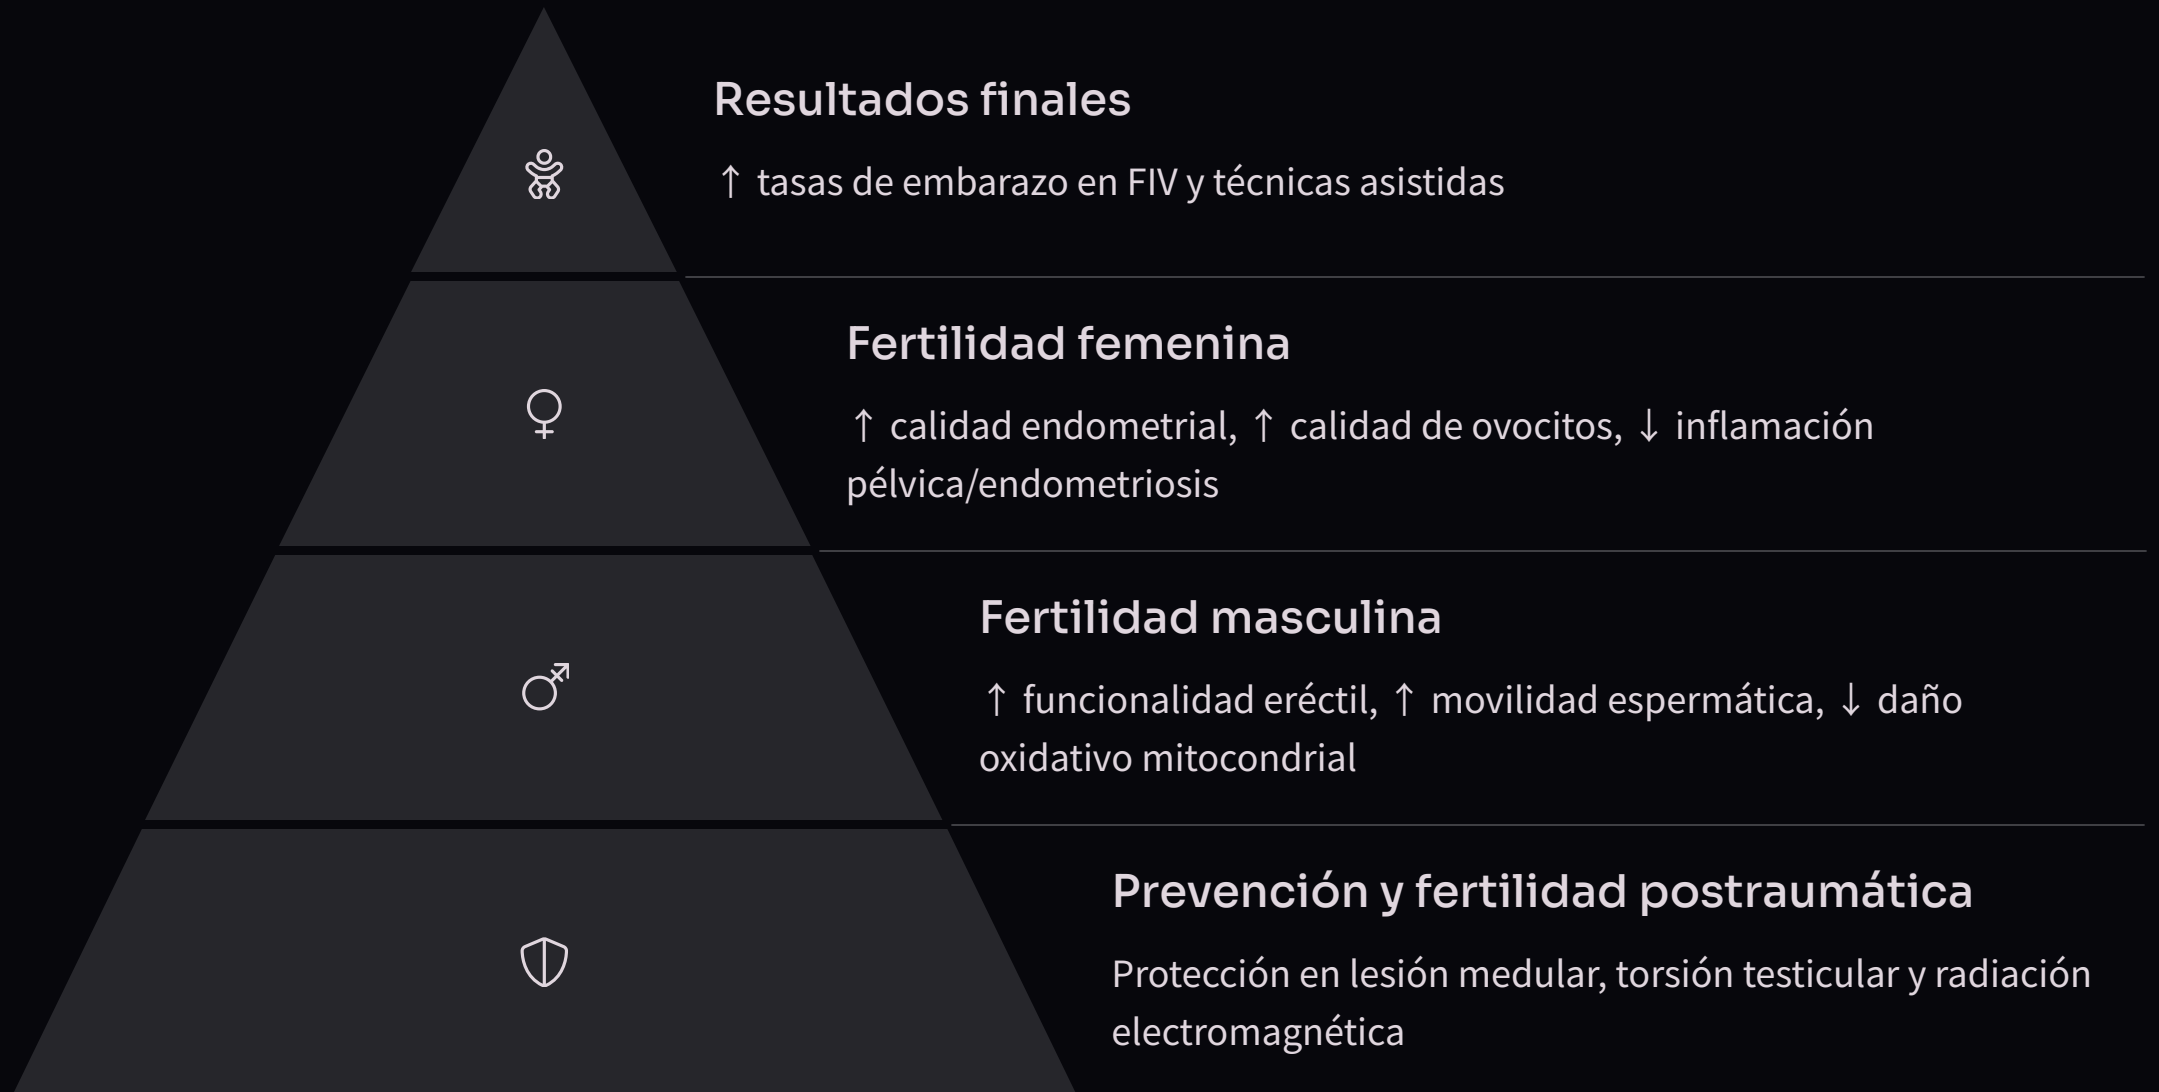 Resultados finales
↑ tasas de embarazo en FIV y técnicas asistidas
Fertilidad femenina
↑ calidad endometrial, ↑ calidad de ovocitos, ↓ inflamación
pélvica/endometriosis
Fertilidad masculina
↑ funcionalidad eréctil, ↑ movilidad espermática, ↓ daño
oxidativo mitocondrial
Prevención y fertilidad postraumática
Protección en lesión medular, torsión testicular y radiación
electromagnética